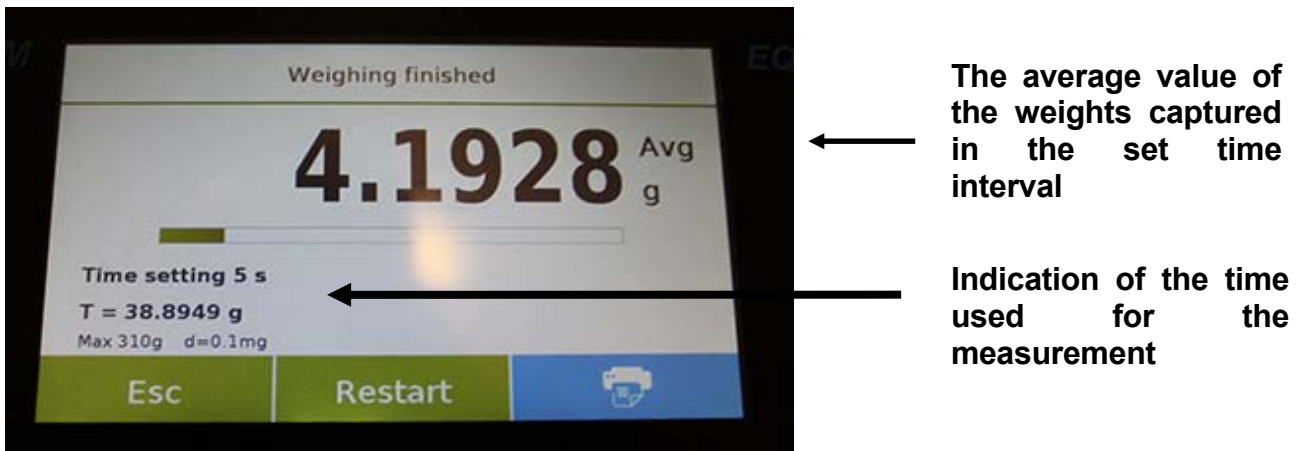 M
EQ
Weighing finished
4.1928 Avg
g
Time setting 5 s
T = 38.8949 g
Max 310g d=0.1mg
Esc Restart
The average value of
the weights captured
in the set time
interval
Indication of the time
used for the
measurement